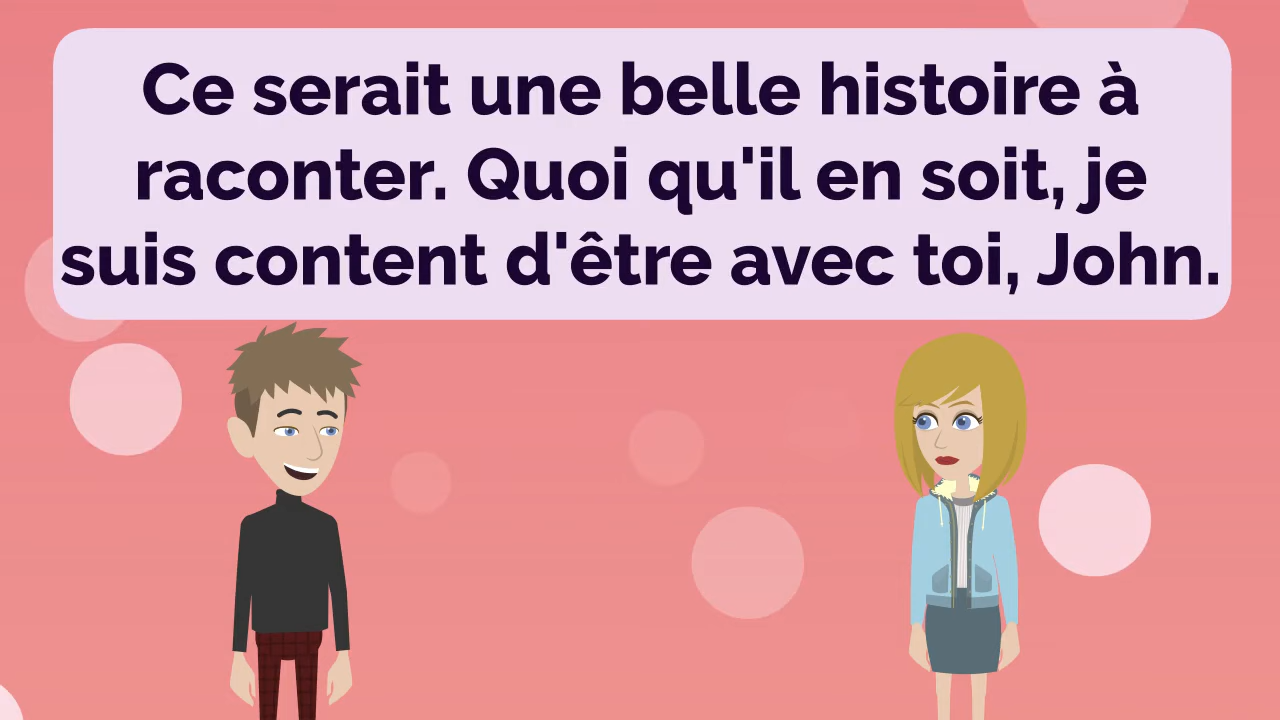 Ce serait une belle histoire à
raconter. Quoi qu'il en soit, je
suis content d'être avec toi, John.